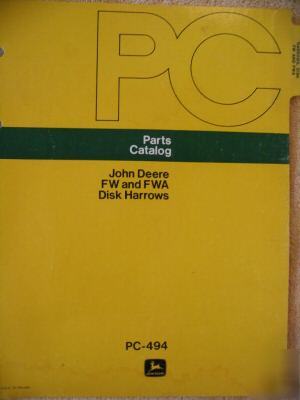 PC
Parts
Catalog
John Deere
FW and FWA
Disk Harrows
PC-494